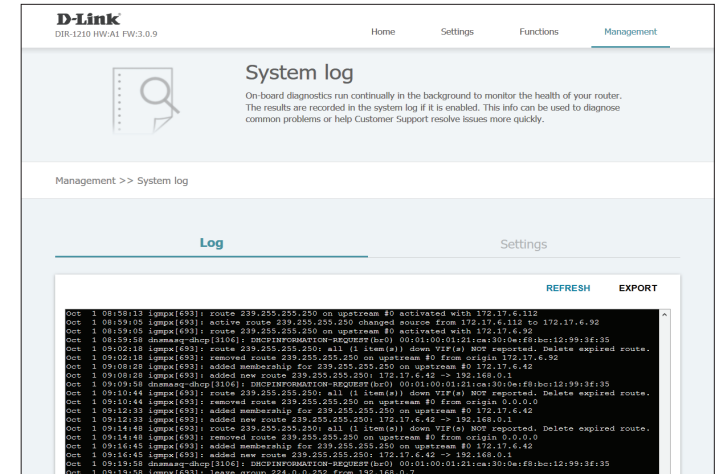 D-Link
DIR-1210 HW:A1 FW:3.0.9
Home Settings Functions Management
System log
On-board diagnostics run continually in the background to monitor the health of your router.
The results are recorded in the system log if it is enabled. This info can be used to diagnose
common problems or help Customer Support resolve issues more quickly.
Management >> System log
Log Settings
REFRESH EXPORT
Oct 1 08:58:13 igmpx[693]: route 239.255.255.250 on upstream #0 activated with 172.17.6.112
Oct 1 08:59:05 igmpx[693]: active route 239.255.255.250 changed source from 172.17.6.112 to 172.17.6.92
Oct 1 08:59:05 igmpx[693]: route 239.255.255.250 on upstream #0 activated with 172.17.6.92
Oct 1 08:59:58 dnsmasq-dhcp[3106]: DHCPINFORMATION-REQUEST(br0) 00:01:00:01:21:ca:30:0e:f8:bc:12:99:3f:35
Oct 1 09:02:18 igmpx[693]: route 239.255.255.250: all (1 item(s)) down VIF(s) NOT reported. Delete expired route.
Oct 1 09:02:18 igmpx[693]: removed route 239.255.255.250 on upstream #0 from origin 172.17.6.92
Oct 1 09:08:28 igmpx[693]: added membership for 239.255.255.250 on upstream #0 172.17.6.42
Oct 1 09:08:28 igmpx[693]: added new route 239.255.255.250: 172.17.6.42 -> 192.168.0.1
Oct 1 09:09:58 dnsmasq-dhcp[3106]: DHCPINFORMATION-REQUEST(br0) 00:01:00:01:21:ca:30:0e:f8:bc:12:99:3f:35
Oct 1 09:10:44 igmpx[693]: route 239.255.255.250: all (1 item(s)) down VIF(s) NOT reported. Delete expired route.
Oct 1 09:10:44 igmpx[693]: removed route 239.255.255.250 on upstream #0 from origin 0.0.0.0
Oct 1 09:12:33 igmpx[693]: added membership for 239.255.255.250 on upstream #0 172.17.6.42
Oct 1 09:12:33 igmpx[693]: added new route 239.255.255.250: 172.17.6.42 -> 192.168.0.1
Oct 1 09:14:48 igmpx[693]: route 239.255.255.250: all (1 item(s)) down VIF(s) NOT reported. Delete expired route.
Oct 1 09:14:48 igmpx[693]: removed route 239.255.255.250 on upstream #0 from origin 0.0.0.0
Oct 1 09:16:45 igmpx[693]: added membership for 239.255.255.250 on upstream #0 172.17.6.42
Oct 1 09:16:45 igmpx[693]: added new route 239.255.255.250: 172.17.6.42 -> 192.168.0.1
Oct 1 09:19:58 dnsmasq-dhcp[3106]: DHCPINFORMATION-REQUEST(br0) 00:01:00:01:21:ca:30:0e:f8:bc:12:99:3f:35
Oct 1 09:19:58 igmpx[693]: leave group 224.0.0.252 from 192.168.0.7